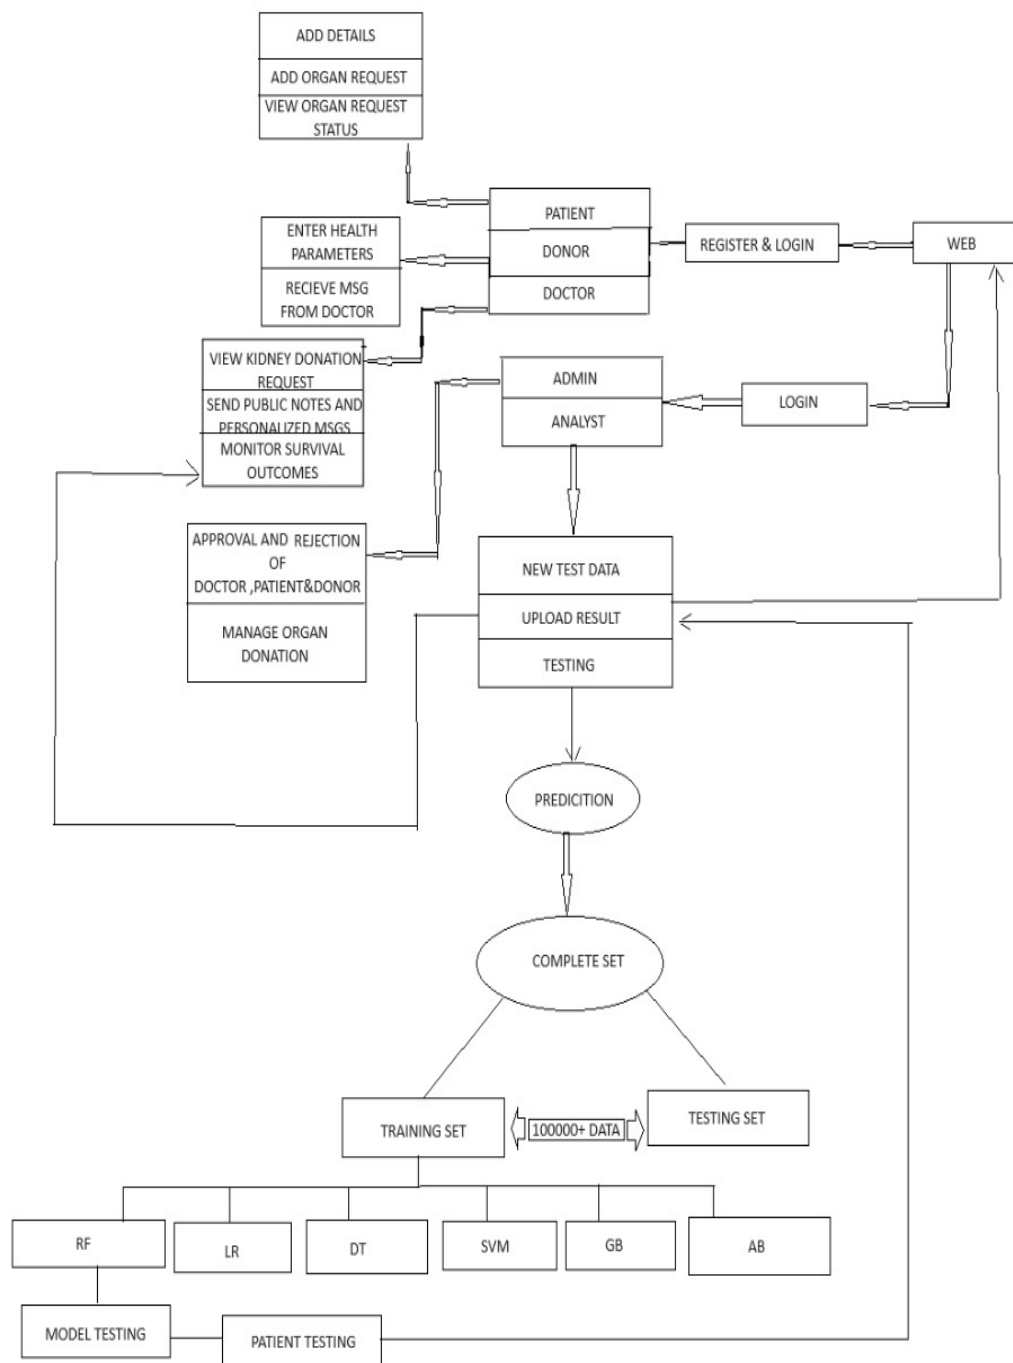 ADD DETAILS
ADD ORGAN REQUEST
VIEW ORGAN REQUEST
STATUS
PATIENT
DONOR
DOCTOR
REGISTER & LOGIN
WEB
ENTER HEALTH
PARAMETERS
RECIEVE MSG
FROM DOCTOR
VIEW KIDNEY DONATION
REQUEST
SEND PUBLIC NOTES AND
PERSONALIZED MSGS
MONITOR SURVIVAL
OUTCOMES
ADMIN
ANALYST
LOGIN
APPROVAL AND REJECTION
OF
DOCTOR ,PATIENT&DONOR
MANAGE ORGAN
DONATION
NEW TEST DATA
UPLOAD RESULT
TESTING
PREDICITION
COMPLETE SET
TRAINING SET
100000+ DATA
TESTING SET
RF
LR
DT
SVM
GB
AB
MODEL TESTING
PATIENT TESTING